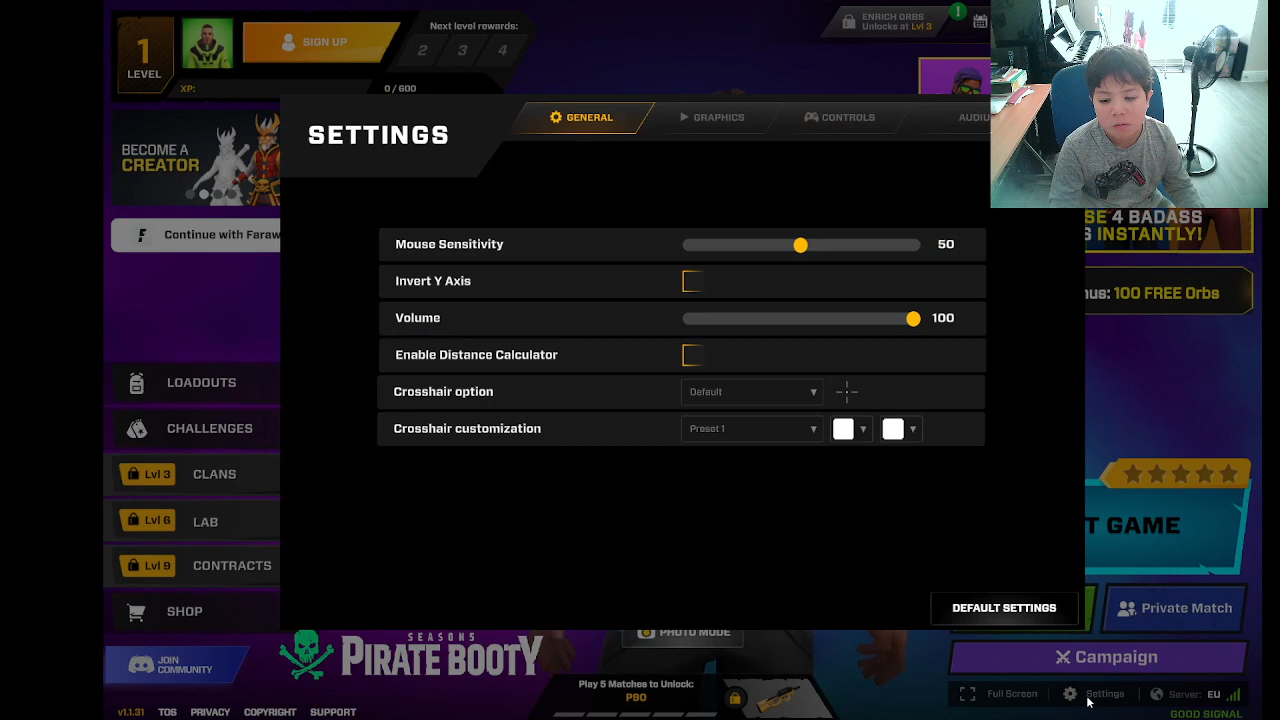 1
LEVEL
SIGN UP
Next level rewards:
2 3 4
XP:
0 / 600
ENRICH ORBS
Unlocks at Lvl 3
!
BECOME A
CREATOR
SETTINGS
GENERAL
GRAPHICS
CONTROLS
Continue with Faraw
Mouse Sensitivity
50
Invert Y Axis
Volume
100
Enable Distance Calculator
Crosshair option
Default
Crosshair customization
Preset 1
DEFAULT SETTINGS
4 BADASS
INSTANTLY!
100 FREE Orbs
LOADOUTS
CHALLENGES
Lvl 3 CLANS
Lvl 6 LAB
Lvl 9 CONTRACTS
SHOP
GAME
Private Match
Campaign
JOIN
COMMUNITY
SEASON 5
PIRATE BOOTY
PHOTO MODE
Play 5 Matches to Unlock:
P90
Full Screen
Settings
Server: EU
GOOD SIGNAL
v1.1.31
TOS
PRIVACY
COPYRIGHT
SUPPORT